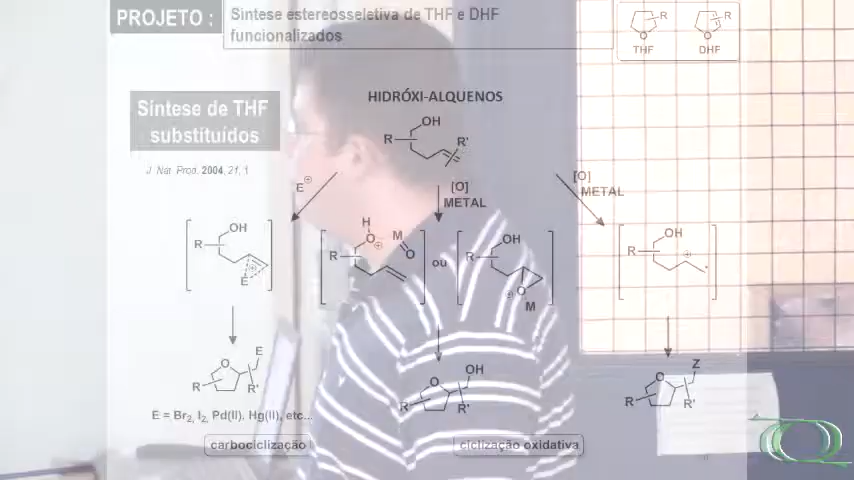 PROJETO :
Síntese estereosseletiva de THF e DHF
funcionalizados
R
O
THF
R
O
DHF
Síntese de THF
substituídos
J. Nat. Prod. 2004, 21, 1
HIDRÓXI-ALQUENOS
OH
R
R'
E⊕
[O]
METAL
[O]
METAL
OH
R
⊕
E
H
O
⊕
M
O
R
ou
OH
R
O
⊕
M
OH
R
⊕
O
E
R
R'
E = Br2, I2, Pd(II), Hg(II), etc...
carbociclização
O
OH
R
R'
ciclização oxidativa
O
Z
R
R'
Q